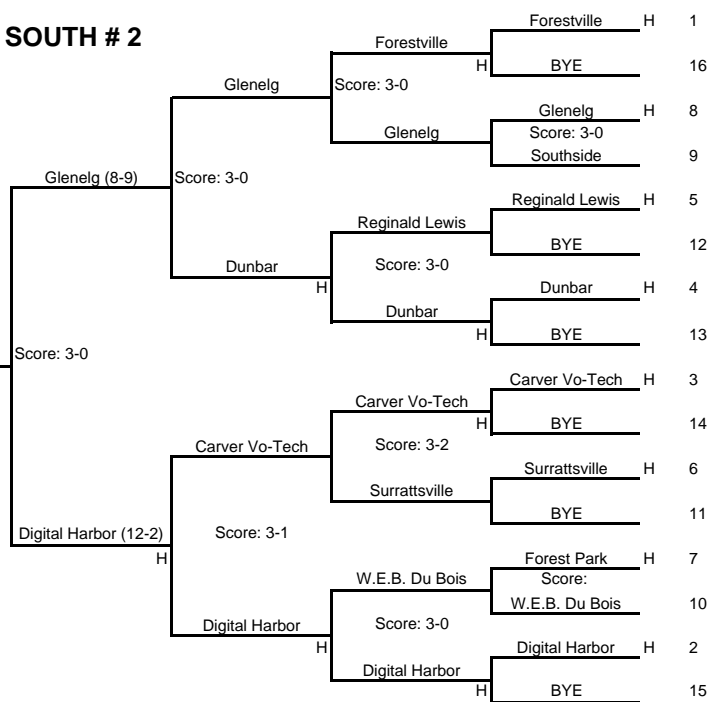 SOUTH # 2
Forestville H 1
Forestville
H BYE 16
Glenelg Score: 3-0
Glenelg H 8
Glenelg Score: 3-0
Southside 9
Glenelg (8-9) Score: 3-0
Reginald Lewis H 5
Reginald Lewis
BYE 12
Dunbar Score: 3-0
H Dunbar H 4
Dunbar
H BYE 13
Score: 3-0
Carver Vo-Tech H 3
Carver Vo-Tech
H BYE 14
Carver Vo-Tech Score: 3-2
Surrattsville H 6
Surrattsville
BYE 11
Digital Harbor (12-2) Score: 3-1
H Forest Park H 7
W.E.B. Du Bois Score:
W.E.B. Du Bois 10
Digital Harbor Score: 3-0
H Digital Harbor H 2
Digital Harbor
H BYE 15